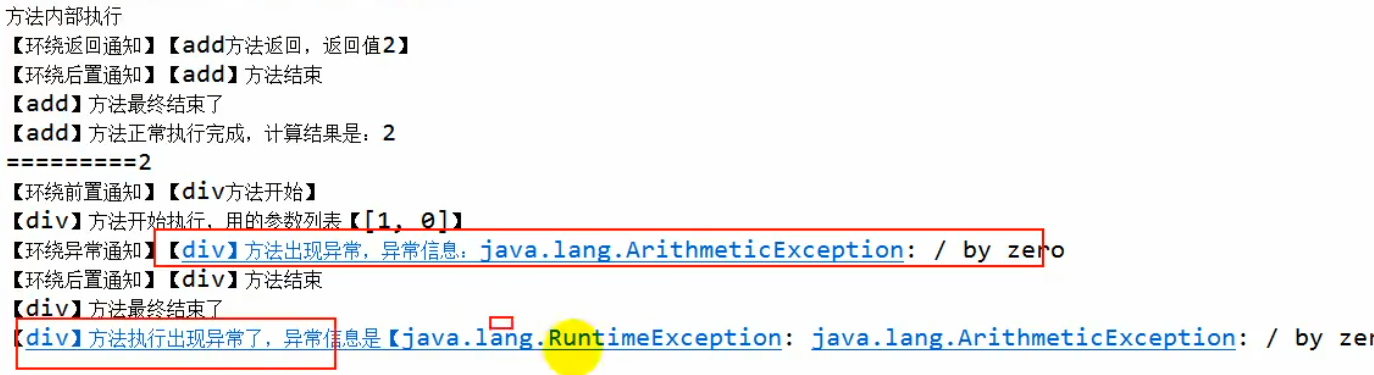 方法内部执行
【环绕返回通知】【add方法返回，返回值2】
【环绕后置通知】【add】方法结束
【add】方法最终结束了
【add】方法正常执行完成，计算结果是：2
=========2
【环绕前置通知】【div方法开始】
【div】方法开始执行，用的参数列表【[1, 0]】
【环绕异常通知】【div】方法出现异常，异常信息：java.lang.ArithmeticException: / by zero
【环绕后置通知】【div】方法结束
【div】方法最终结束了
【div】方法执行出现异常了，异常信息是【java.lang.RuntimeException: java.lang.ArithmeticException: / by zer